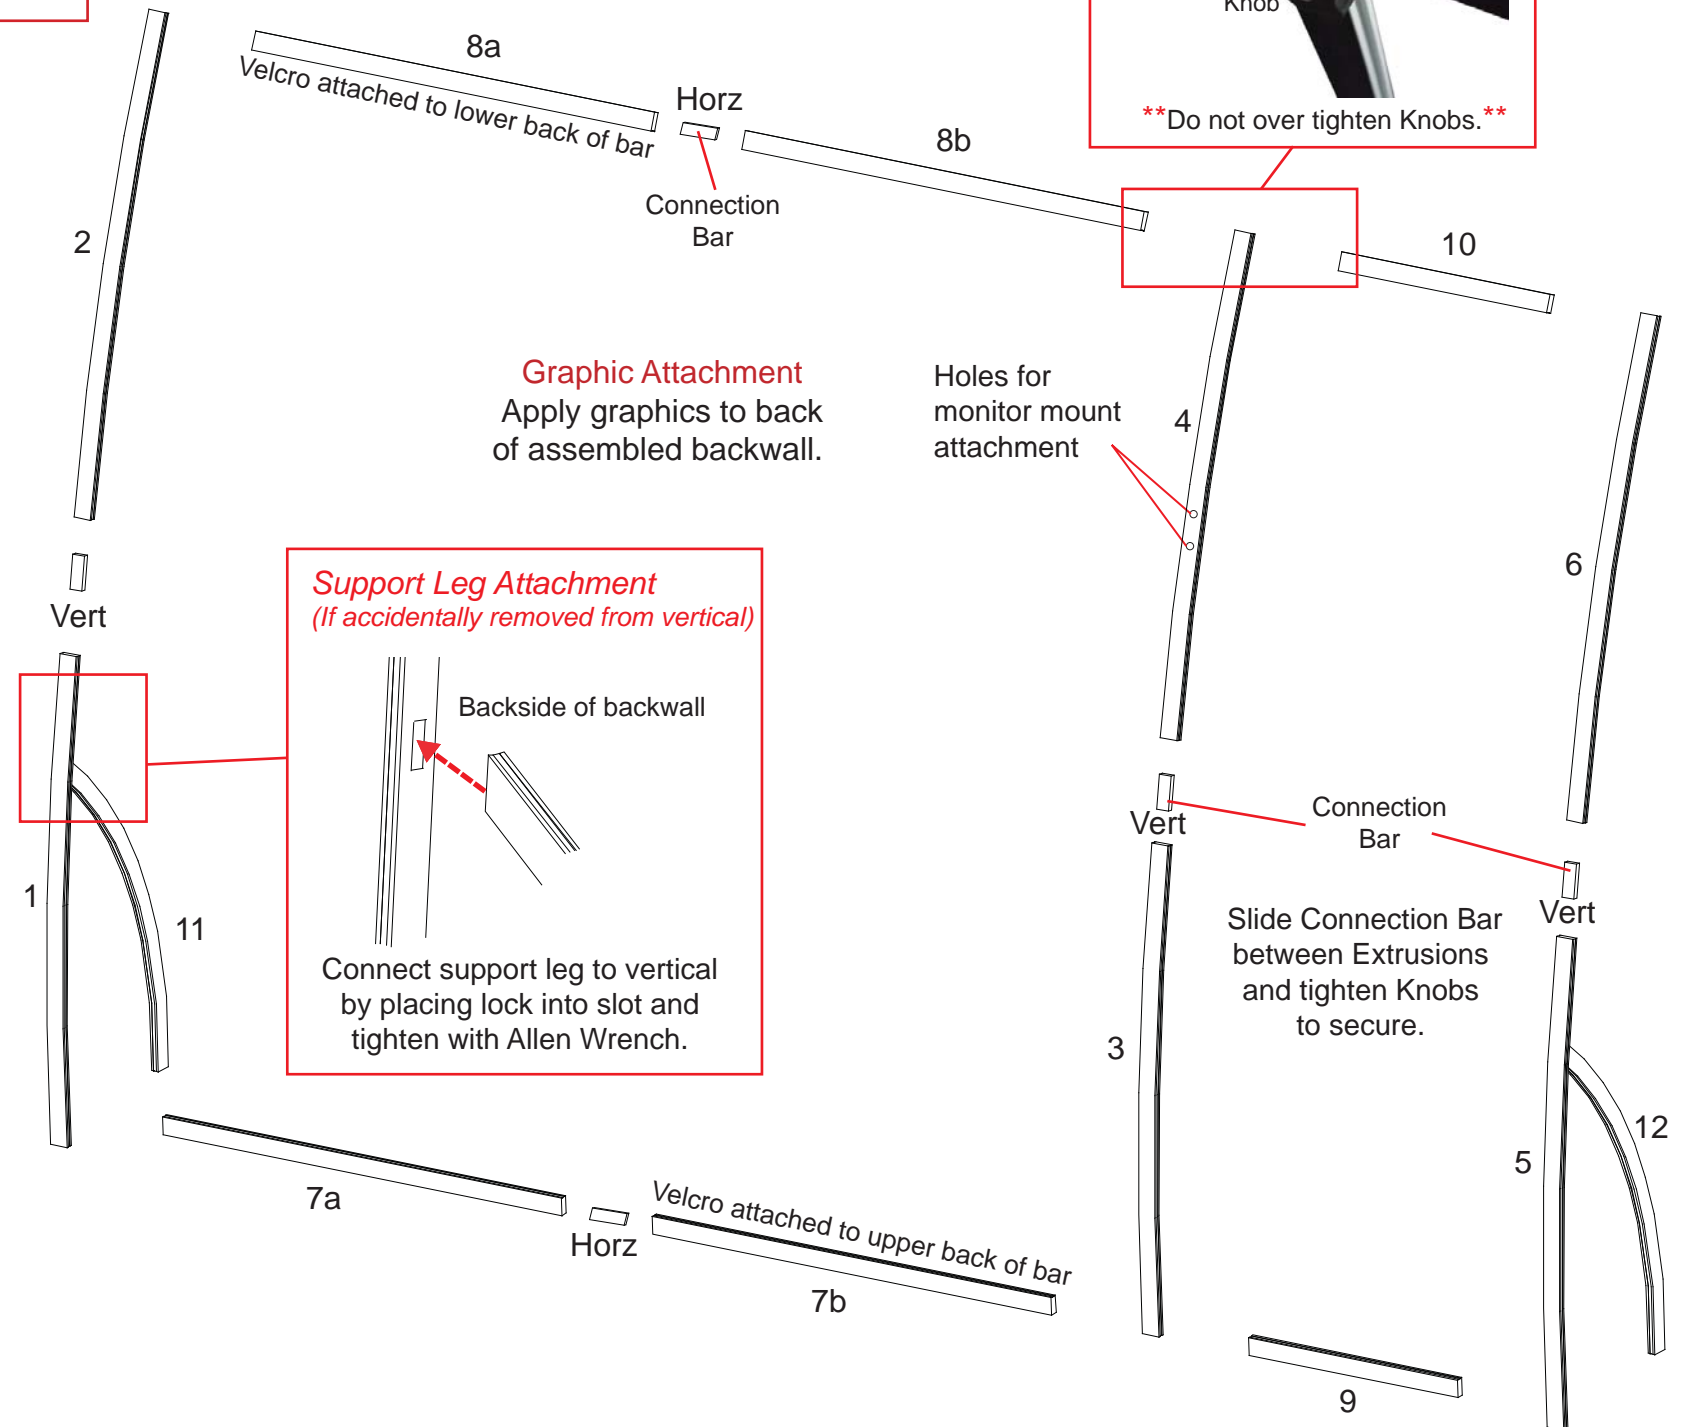 Knob
**Do not over tighten Knobs.**
8a
Velcro attached to lower back of bar
Horz
8b
Connection
Bar
2
10
Graphic Attachment
Apply graphics to back
of assembled backwall.
Holes for
monitor mount
attachment
4
6
Vert
Support Leg Attachment
(If accidentally removed from vertical)
Backside of backwall
Connect support leg to vertical
by placing lock into slot and
tighten with Allen Wrench.
1
11
Vert
Connection
Bar
Vert
Slide Connection Bar
between Extrusions
and tighten Knobs
to secure.
3
12
5
7a
Horz
Velcro attached to upper back of bar
7b
9